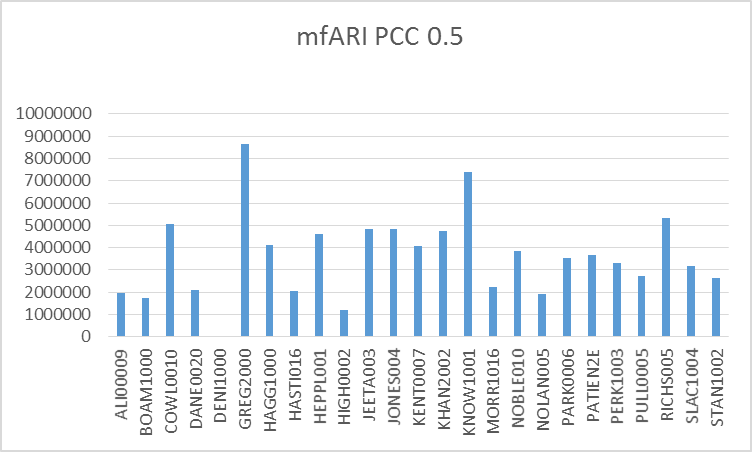 mfARI PCC 0.5
10000000
9000000
8000000
7000000
6000000
5000000
4000000
3000000
2000000
1000000
0
ALI00009
BOAM1000
COWL0010
DANE0020
DENI1000
GREG2000
HAGG1000
HASTI016
HEPPL001
HIGH0002
JEETA003
JONES004
KENT0007
KHAN2002
KNOW1001
MORR1016
NOBLE010
NOLAN005
PARK0006
PATIEN2E
PERK1003
PULL0005
RICHS005
SLAC1004
STAN1002